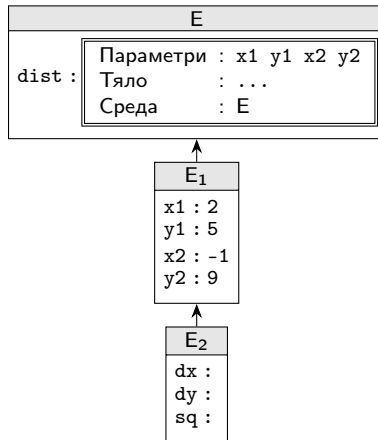 E
dist : Параметри : x1 y1 x2 y2
Тяло : ...
Среда : E
E₁
x1 : 2
y1 : 5
x2 : -1
y2 : 9
E₂
dx :
dy :
sq :